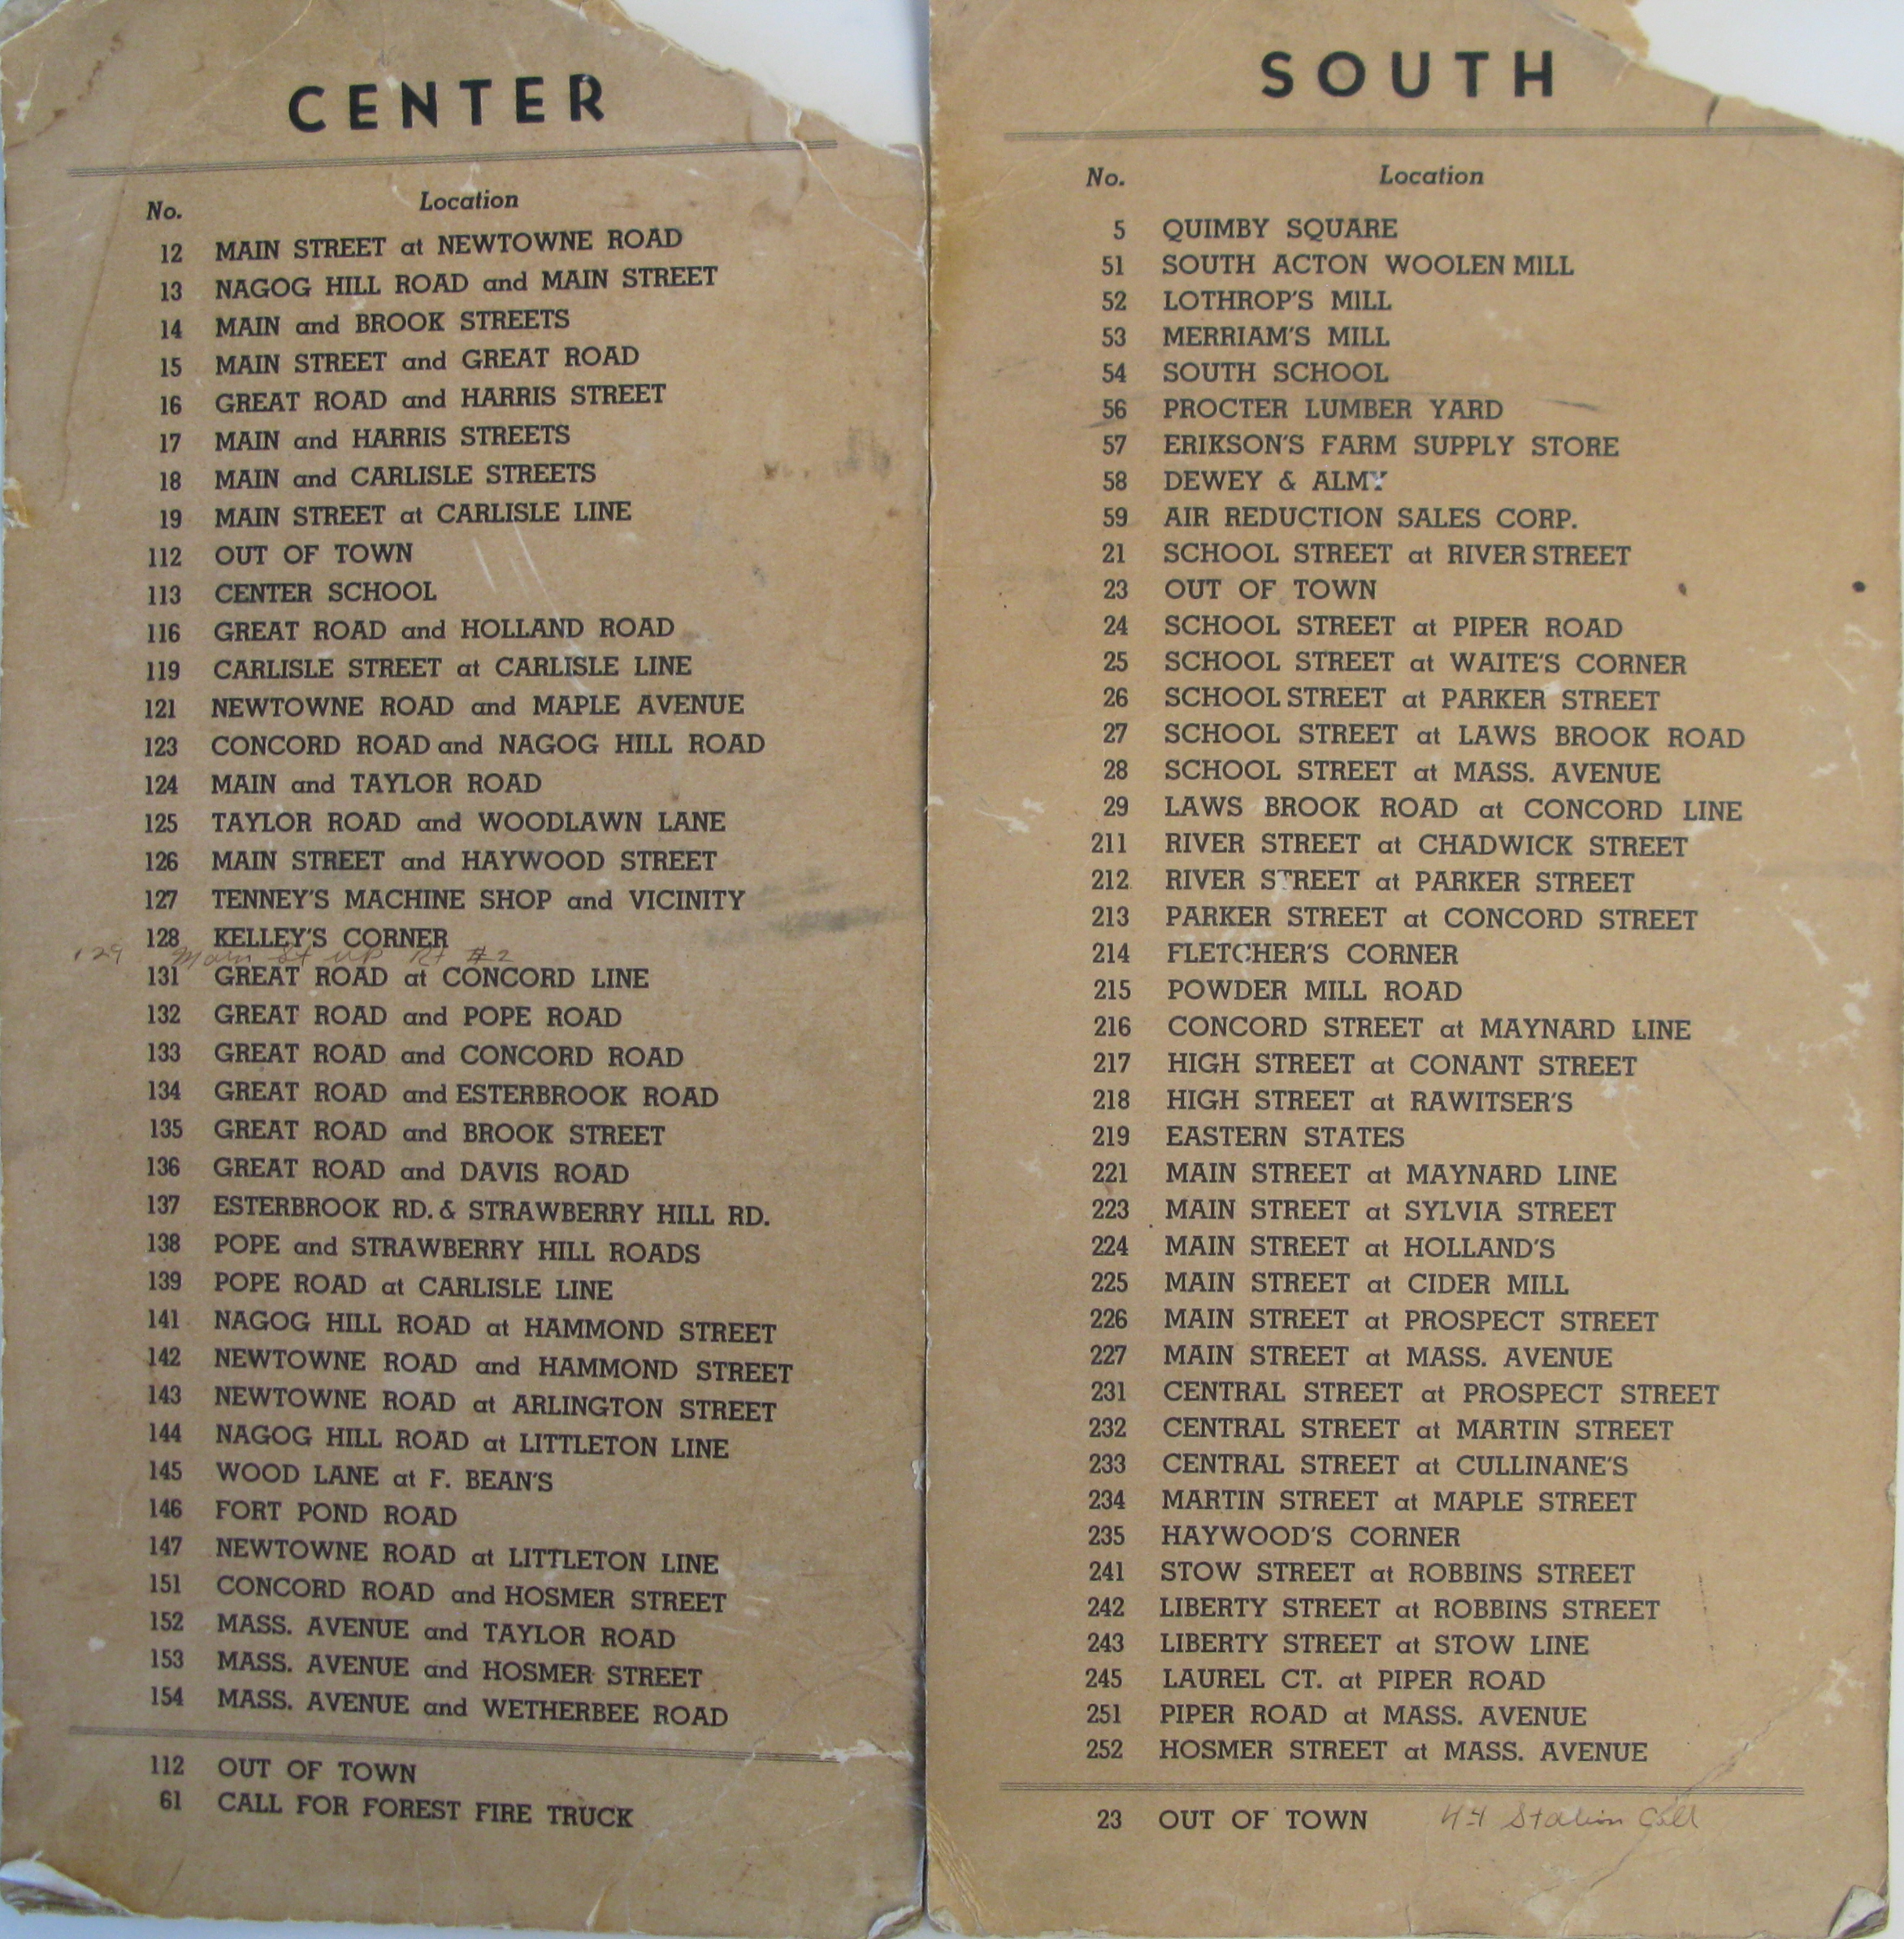 CENTER
No. Location
12 MAIN STREET at NEWTOWNE ROAD
13 NAGOG HILL ROAD and MAIN STREET
14 MAIN and BROOK STREETS
15 MAIN STREET and GREAT ROAD
16 GREAT ROAD and HARRIS STREET
17 MAIN and HARRIS STREETS
18 MAIN and CARLISLE STREETS
19 MAIN STREET at CARLISLE LINE
112 OUT OF TOWN
113 CENTER SCHOOL
116 GREAT ROAD and HOLLAND ROAD
119 CARLISLE STREET at CARLISLE LINE
121 NEWTOWNE ROAD and MAPLE AVENUE
123 CONCORD ROAD and NAGOG HILL ROAD
124 MAIN and TAYLOR ROAD
125 TAYLOR ROAD and WOODLAWN LANE
126 MAIN STREET and HAYWOOD STREET
127 TENNEY'S MACHINE SHOP and VICINITY
128 KELLEY'S CORNER
129 Main St up Rt #2
131 GREAT ROAD at CONCORD LINE
132 GREAT ROAD and POPE ROAD
133 GREAT ROAD and CONCORD ROAD
134 GREAT ROAD and ESTERBROOK ROAD
135 GREAT ROAD and BROOK STREET
136 GREAT ROAD and DAVIS ROAD
137 ESTERBROOK RD. & STRAWBERRY HILL RD.
138 POPE and STRAWBERRY HILL ROADS
139 POPE ROAD at CARLISLE LINE
141 NAGOG HILL ROAD at HAMMOND STREET
142 NEWTOWNE ROAD and HAMMOND STREET
143 NEWTOWNE ROAD at ARLINGTON STREET
144 NAGOG HILL ROAD at LITTLETON LINE
145 WOOD LANE at F. BEAN'S
146 FORT POND ROAD
147 NEWTOWNE ROAD at LITTLETON LINE
151 CONCORD ROAD and HOSMER STREET
152 MASS. AVENUE and TAYLOR ROAD
153 MASS. AVENUE and HOSMER STREET
154 MASS. AVENUE and WETHERBEE ROAD
112 OUT OF TOWN
61 CALL FOR FOREST FIRE TRUCK
SOUTH
No. Location
5 QUIMBY SQUARE
51 SOUTH ACTON WOOLEN MILL
52 LOTHROP'S MILL
53 MERRIAM'S MILL
54 SOUTH SCHOOL
56 PROCTER LUMBER YARD
57 ERIKSON'S FARM SUPPLY STORE
58 DEWEY & ALMY
59 AIR REDUCTION SALES CORP.
21 SCHOOL STREET at RIVER STREET
23 OUT OF TOWN
24 SCHOOL STREET at PIPER ROAD
25 SCHOOL STREET at WAITE'S CORNER
26 SCHOOL STREET at PARKER STREET
27 SCHOOL STREET at LAWS BROOK ROAD
28 SCHOOL STREET at MASS. AVENUE
29 LAWS BROOK ROAD at CONCORD LINE
211 RIVER STREET at CHADWICK STREET
212 RIVER STREET at PARKER STREET
213 PARKER STREET at CONCORD STREET
214 FLETCHER'S CORNER
215 POWDER MILL ROAD
216 CONCORD STREET at MAYNARD LINE
217 HIGH STREET at CONANT STREET
218 HIGH STREET at RAWITSER'S
219 EASTERN STATES
221 MAIN STREET at MAYNARD LINE
223 MAIN STREET at SYLVIA STREET
224 MAIN STREET at HOLLAND'S
225 MAIN STREET at CIDER MILL
226 MAIN STREET at PROSPECT STREET
227 MAIN STREET at MASS. AVENUE
231 CENTRAL STREET at PROSPECT STREET
232 CENTRAL STREET at MARTIN STREET
233 CENTRAL STREET at CULLINANE'S
234 MARTIN STREET at MAPLE STREET
235 HAYWOOD'S CORNER
241 STOW STREET at ROBBINS STREET
242 LIBERTY STREET at ROBBINS STREET
243 LIBERTY STREET at STOW LINE
245 LAUREL CT. at PIPER ROAD
251 PIPER ROAD at MASS. AVENUE
252 HOSMER STREET at MASS. AVENUE
23 OUT OF TOWN 4-4 Station Call